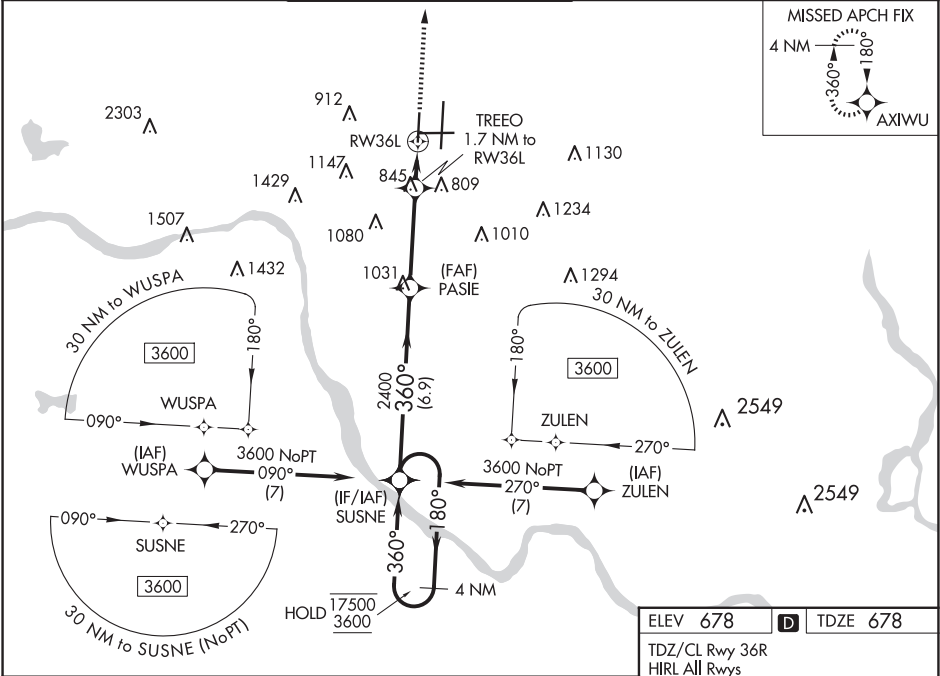 MISSED APCH FIX
4 NM
180°
360°
AXIWU
2303
912
TREEO
1.7 NM to
RW36L
RW36L
1147
1130
845
809
1429
1234
1507
1080
1010
1432
1031
(FAF)
PASIE
1294
30 NM to WUSPA
180°
3600
WUSPA
090°
30 NM to ZULEN
180°
3600
ZULEN
270°
2400
360°
(6.9)
2549
(IAF)
WUSPA
3600 NoPT
090°
(7)
(IF/IAF)
SUSNE
3600 NoPT
270°
(7)
(IAF)
ZULEN
2549
090°
270°
SUSNE
3600
30 NM to SUSNE (NoPT)
360°
180°
4 NM
HOLD 17500
3600
ELEV 678 D TDZE 678
TDZ/CL Rwy 36R
HIRL All Rwys